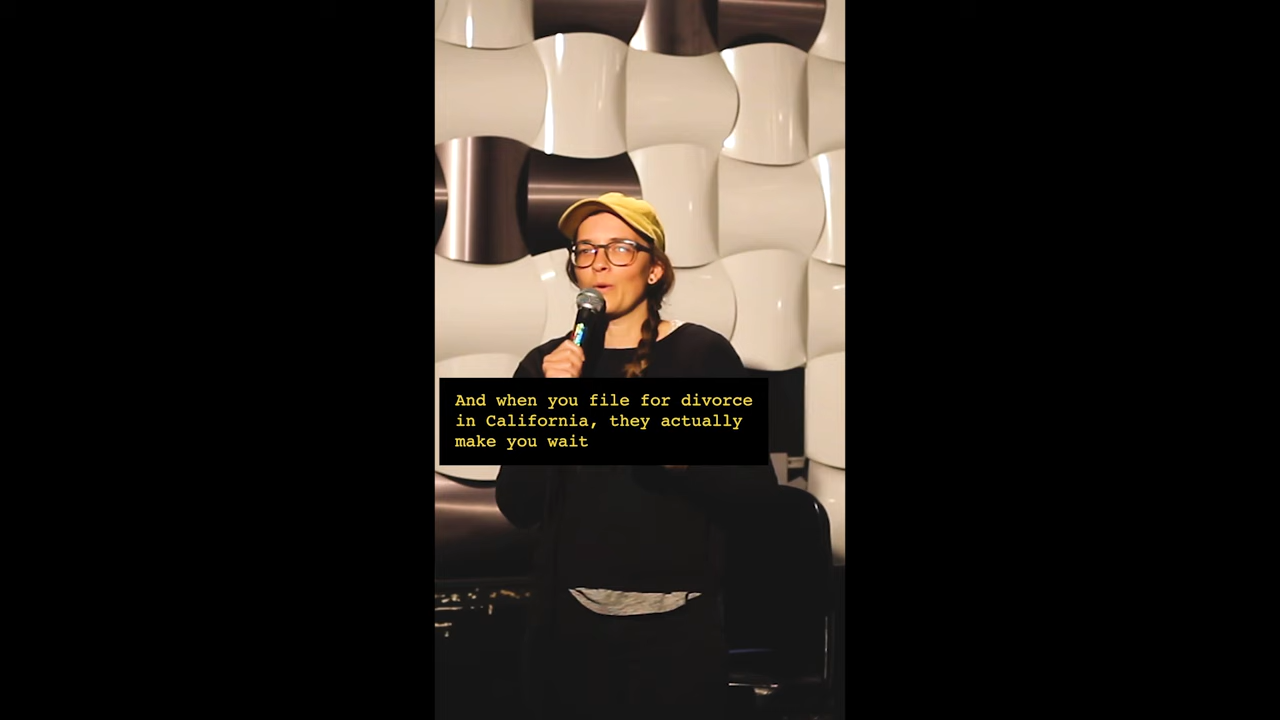 And when you file for divorce
in California, they actually
make you wait